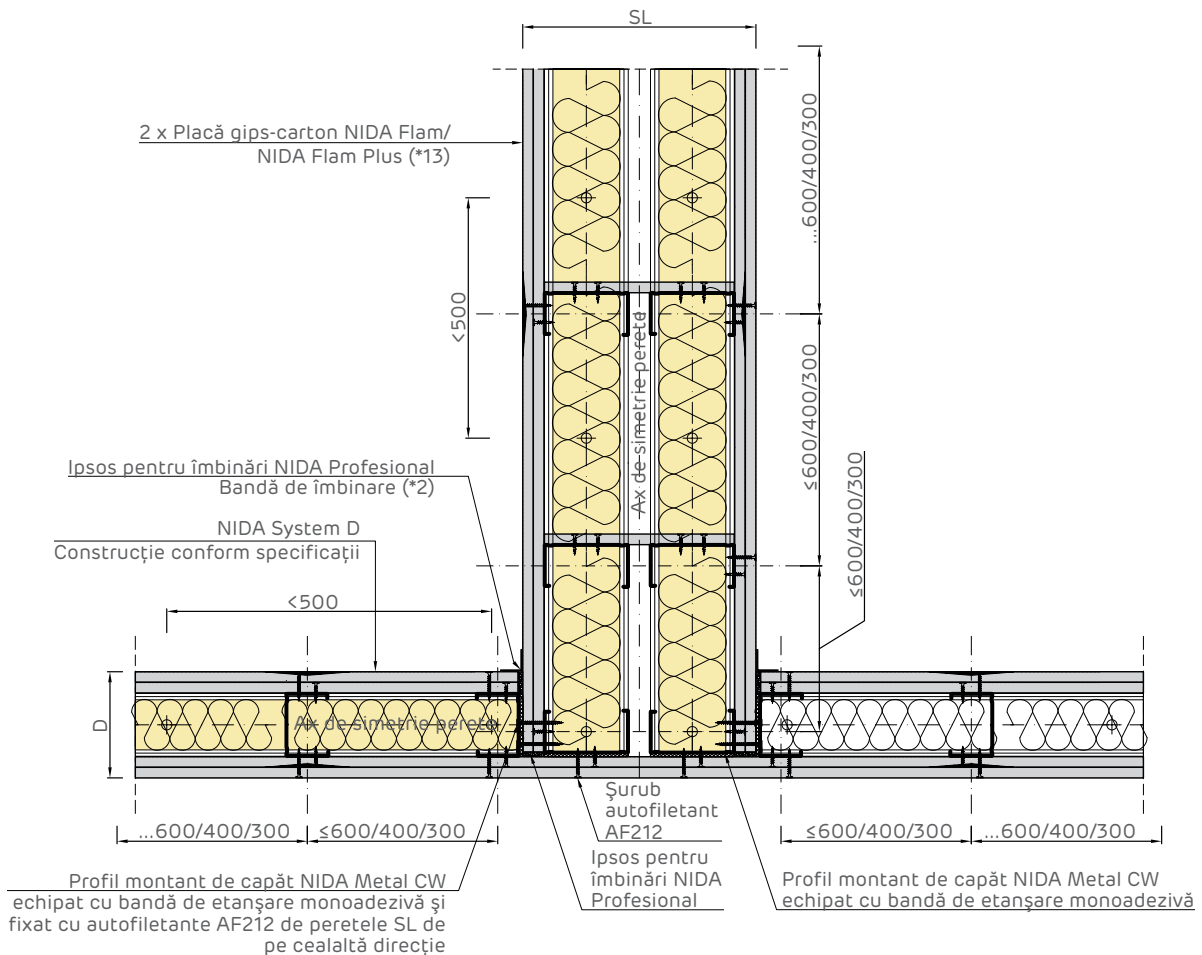 SL
2 x Placă gips-carton NIDA Flam/
NIDA Flam Plus (*13)
...600/400/300
<500
Ax de simetrie perete
≤600/400/300
≤600/400/300
Ipsos pentru îmbinări NIDA Profesional
Bandă de îmbinare (*2)
NIDA System D
Construcție conform specificații
<500
D
Ax de simetrie perete
Șurub
autofiletant
AF212
...600/400/300
≤600/400/300
≤600/400/300
...600/400/300
Ipsos pentru
îmbinări NIDA
Profesional
Profil montant de capăt NIDA Metal CW
echipat cu bandă de etanșare monoadezivă și
fixat cu autofiletante AF212 de peretele SL de
pe cealaltă direcție
Profil montant de capăt NIDA Metal CW
echipat cu bandă de etanșare monoadezivă